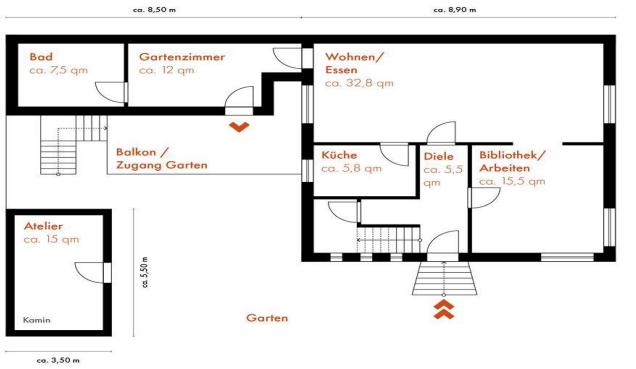 ca. 8,50 m
ca. 8,90 m
Bad
ca. 7,5 qm
Gartenzimmer
ca. 12 qm
Wohnen/
Essen
ca. 32,8 qm
Balkon /
Zugang Garten
Küche
ca. 5,8 qm
Diele
ca. 5,5
qm
Bibliothek/
Arbeiten
ca. 15,5 qm
Atelier
ca. 15 qm
ca. 5,50 m
Kamin
Garten
ca. 3,50 m